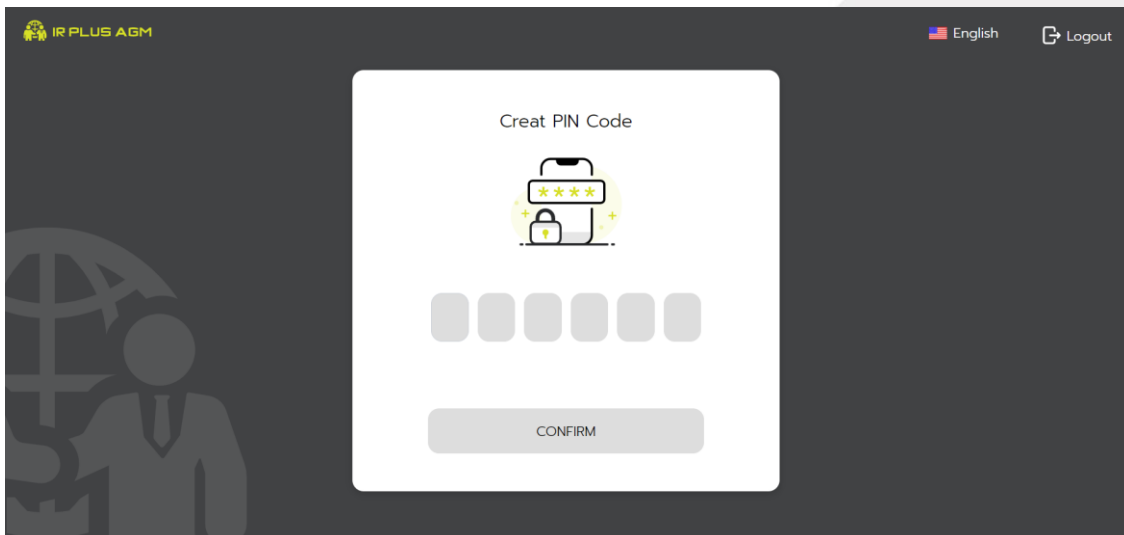 IR PLUS AGM
English
Logout
Creat PIN Code
****
CONFIRM